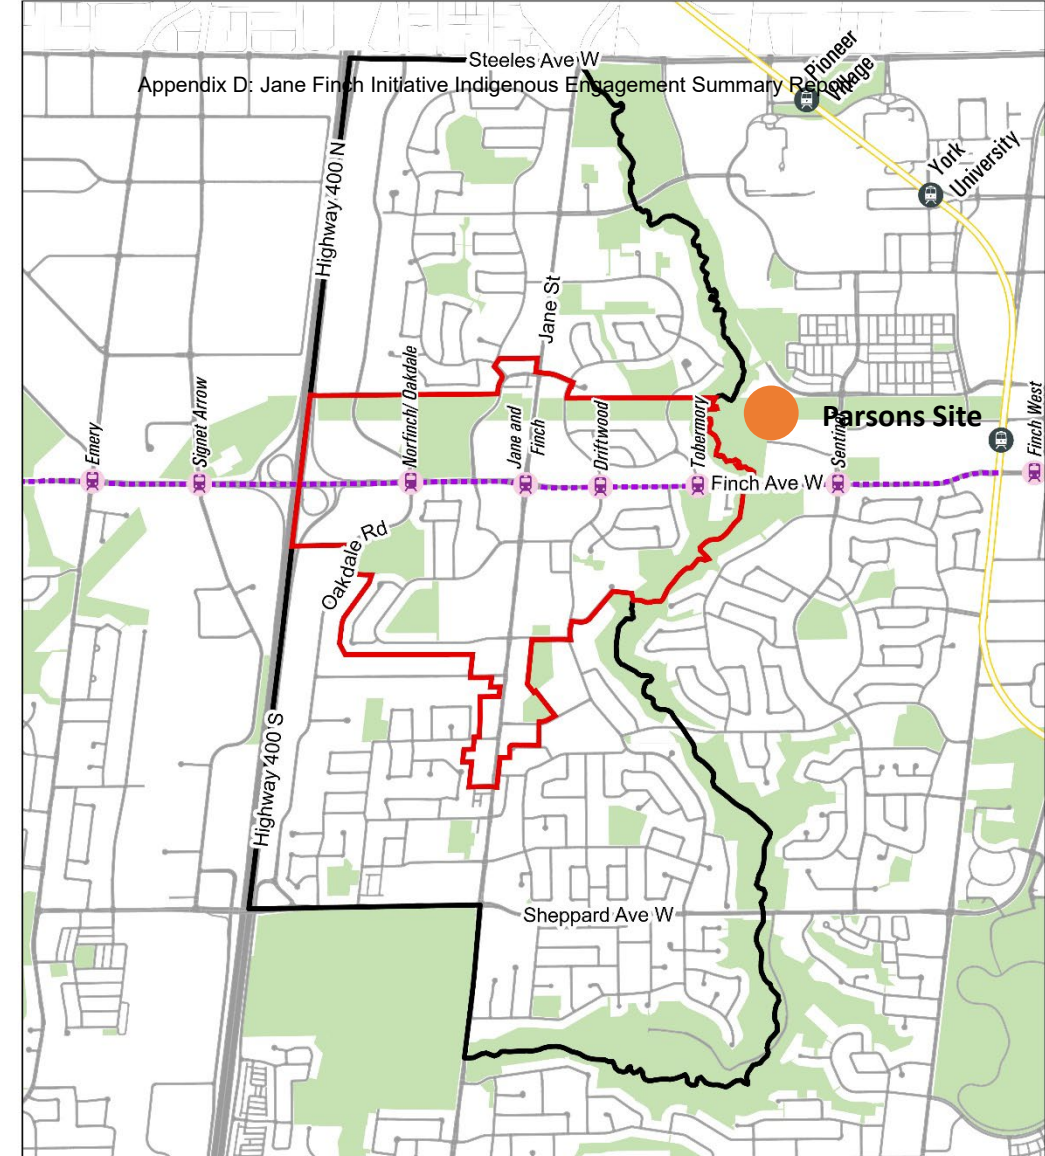 Steeles Ave W
Appendix D: Jane Finch Initiative Indigenous Engagement Summary Report
Pioneer
Village
York
University
Highway 400 N
Jane St
Emery
Signet Arrow
Norfinch/ Oakdale
Jane and
Finch
Driftwood
Tobermory
Parsons Site
Finch West
Finch Ave W
Oakdale Rd
Highway 400 S
Sheppard Ave W